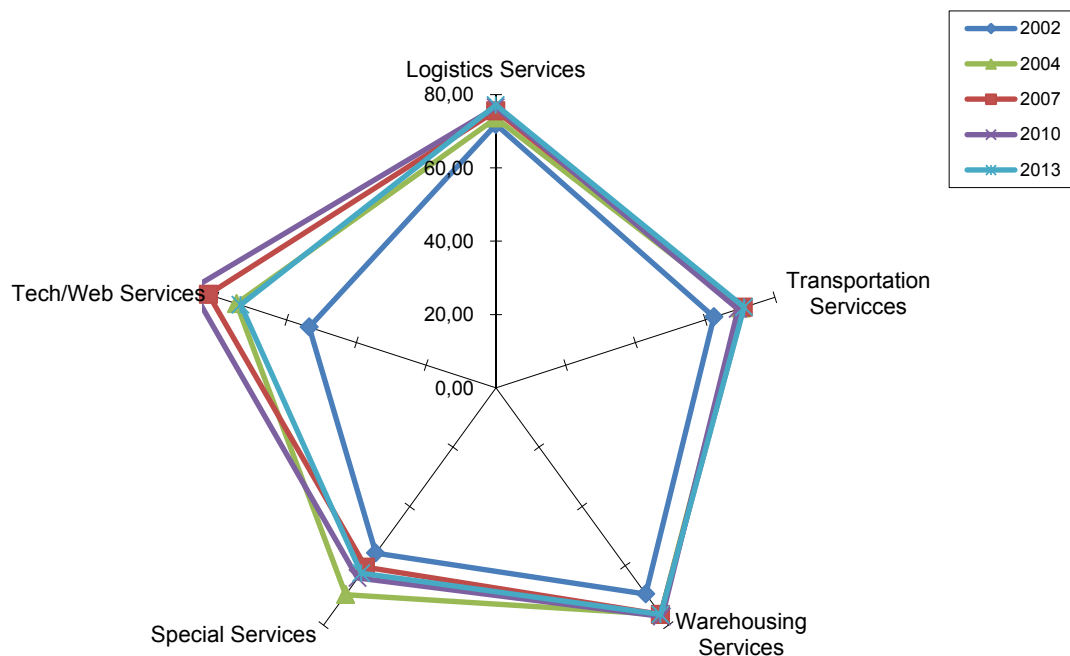 2002
2004
2007
2010
2013
Logistics Services
80,00
60,00
40,00
20,00
0,00
Transportation
Servicces
Tech/Web Services
Special Services
Warehousing
Services